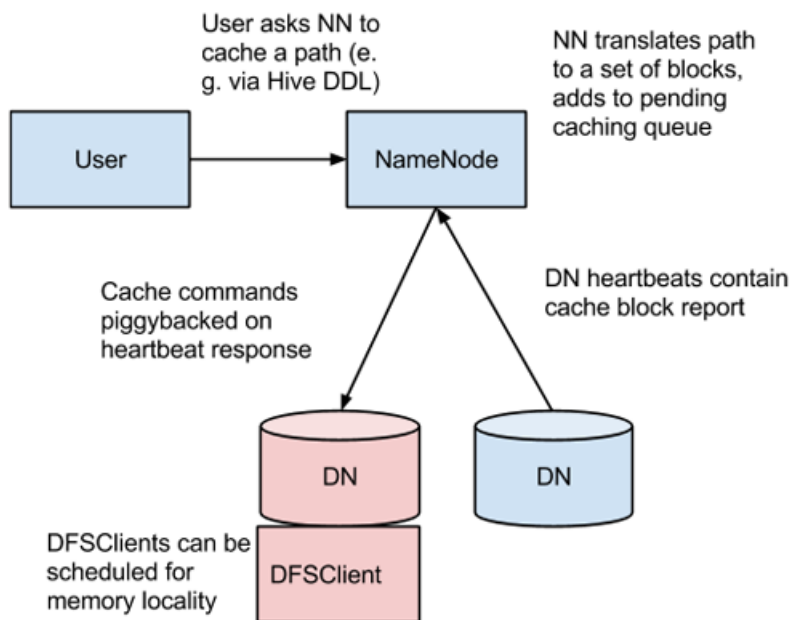 User asks NN to
cache a path (e.
g. via Hive DDL)
NN translates path
to a set of blocks,
adds to pending
caching queue
User
NameNode
Cache commands
piggybacked on
heartbeat response
DN heartbeats contain
cache block report
DN
DN
DFSClients can be
scheduled for
memory locality
DFSClient